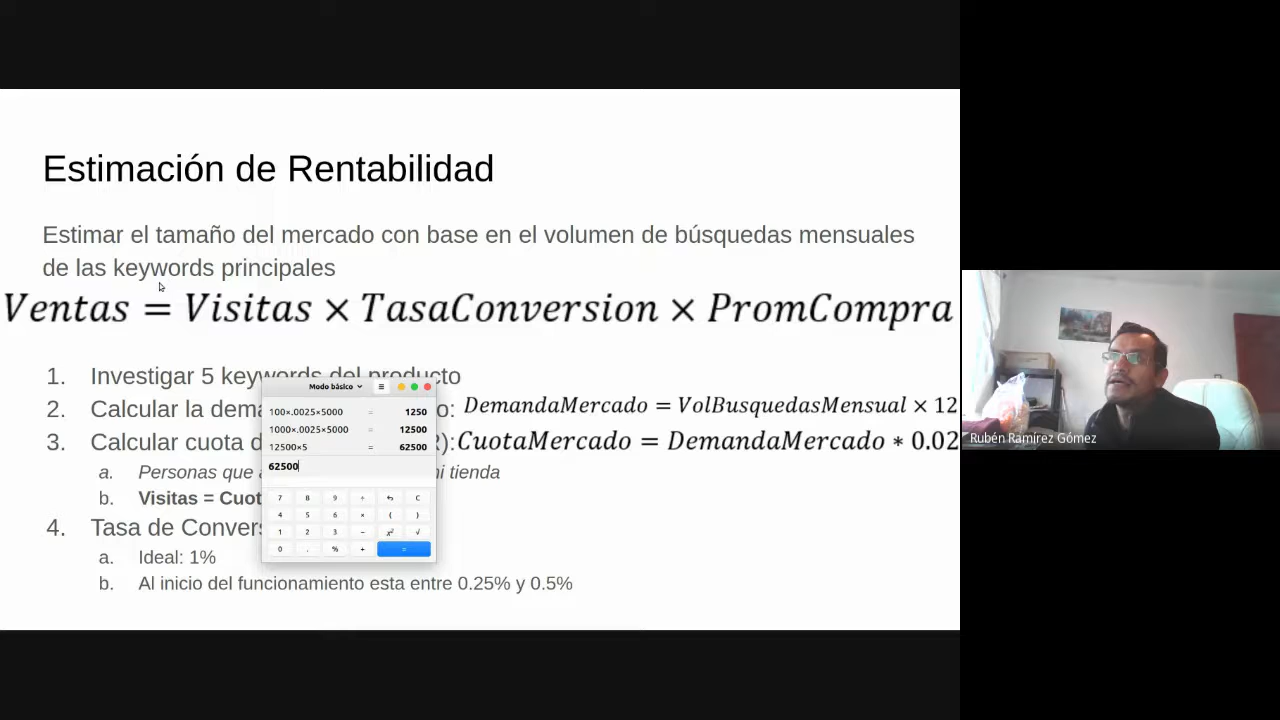 Estimación de Rentabilidad
Estimar el tamaño del mercado con base en el volumen de búsquedas mensuales
de las keywords principales
Ventas = Visitas × TasaConversion × PromCompra
1. Investigar 5 keywords del producto
2. Calcular la dema o: DemandaMercado = VolBusquedasMensual × 12
3. Calcular cuota d R): CuotaMercado = DemandaMercado * 0.02
a. Personas que a mi tienda
b. Visitas = Cuot
4. Tasa de Convers
a. Ideal: 1%
b. Al inicio del funcionamiento esta entre 0.25% y 0.5%
Modo básico
100×.0025×5000 = 1250
1000×.0025×5000 = 12500
12500×5 = 62500
62500
7 8 9 ÷ ↶ C
4 5 6 × ( )
1 2 3 − x² √
0 . % + =
Rubén Ramírez Gómez